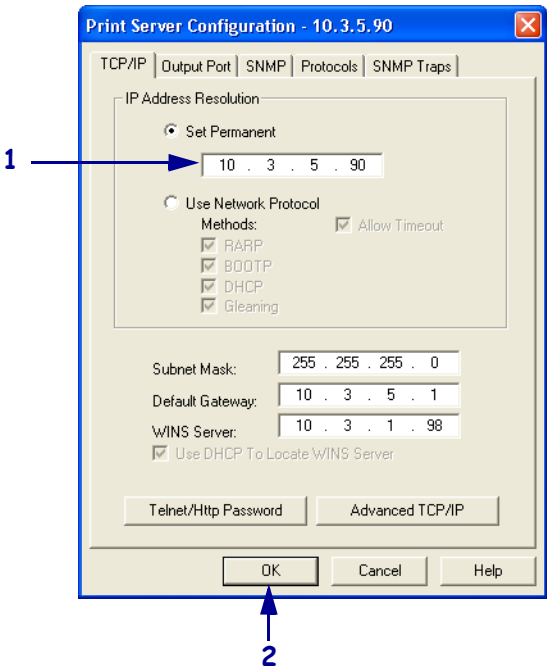 Print Server Configuration - 10.3.5.90
TCP/IP Output Port SNMP Protocols SNMP Traps
IP Address Resolution
Set Permanent
1
10 . 3 . 5 . 90
Use Network Protocol
Methods: Allow Timeout
RARP
BOOTP
DHCP
Gleaning
Subnet Mask: 255 . 255 . 255 . 0
Default Gateway: 10 . 3 . 5 . 1
WINS Server: 10 . 3 . 1 . 98
Use DHCP To Locate WINS Server
Telnet/Http Password Advanced TCP/IP
OK Cancel Help
2